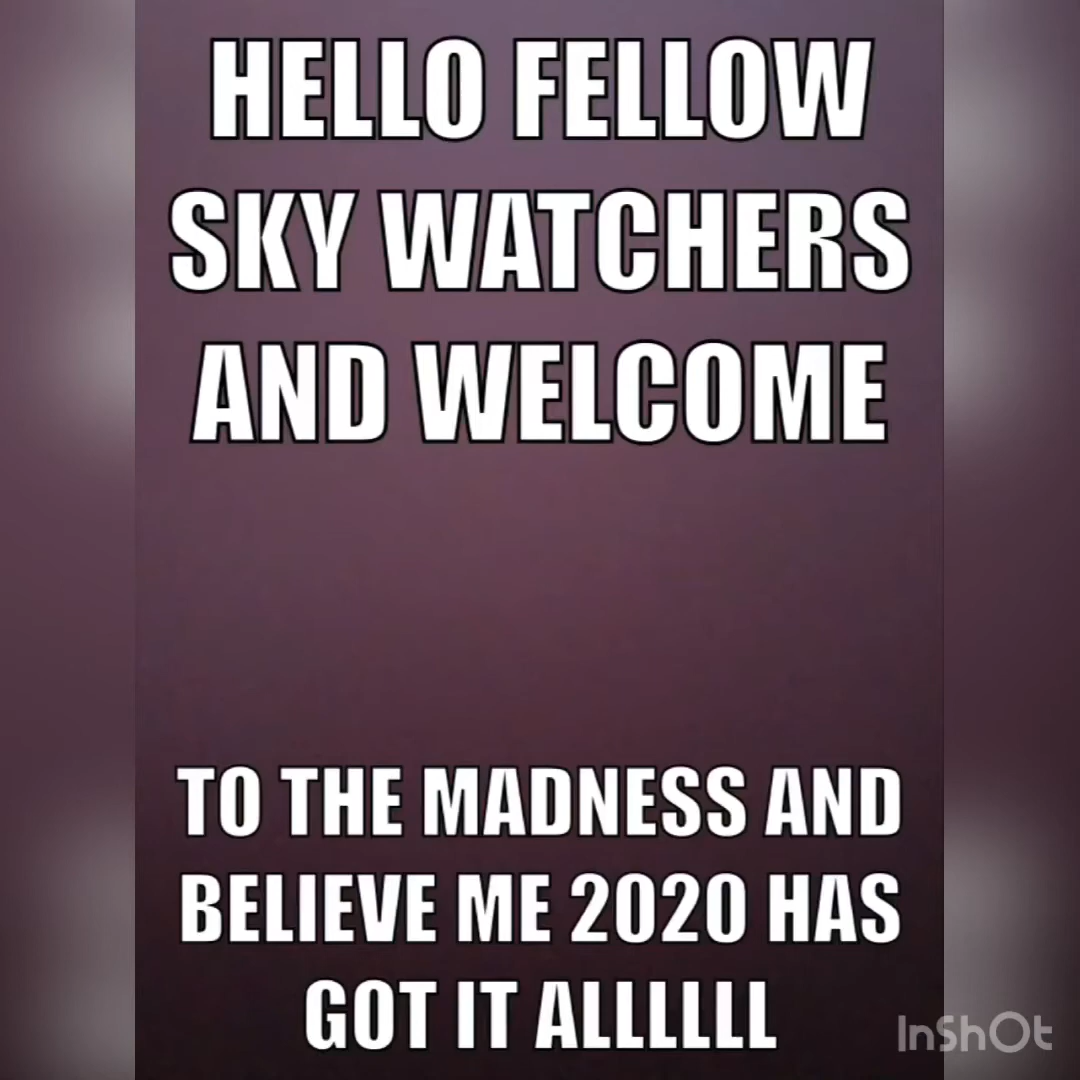 HELLO FELLOW
SKY WATCHERS
AND WELCOME
TO THE MADNESS AND
BELIEVE ME 2020 HAS
GOT IT ALLLLLL
InShOt